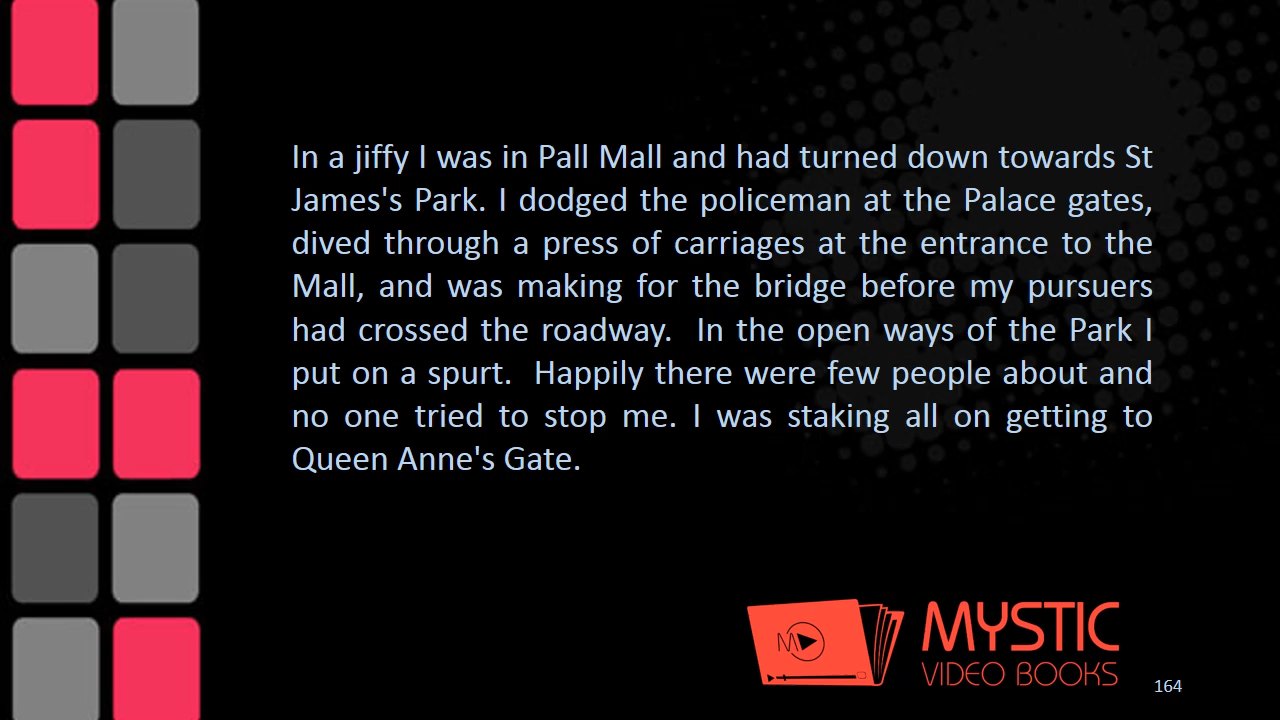 In a jiffy I was in Pall Mall and had turned down towards St
James's Park. I dodged the policeman at the Palace gates,
dived through a press of carriages at the entrance to the
Mall, and was making for the bridge before my pursuers
had crossed the roadway.  In the open ways of the Park I
put on a spurt.  Happily there were few people about and
no one tried to stop me. I was staking all on getting to
Queen Anne's Gate.
M
MYSTIC
VIDEO BOOKS
164